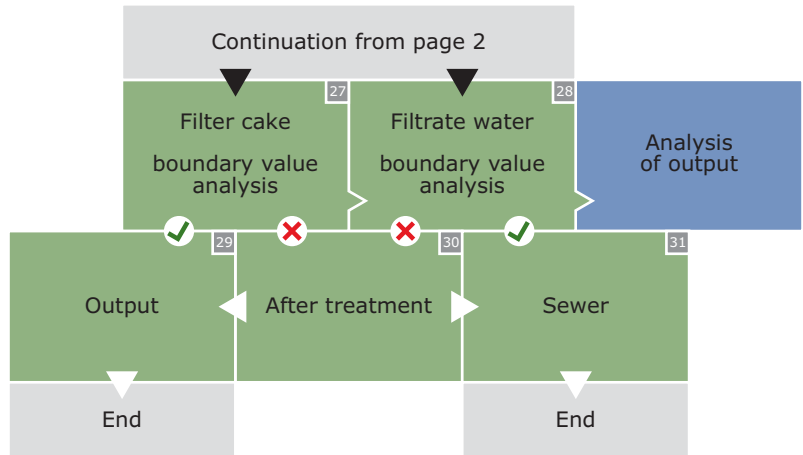 Continuation from page 2
27
Filter cake
boundary value
analysis
28
Filtrate water
boundary value
analysis
Analysis
of output
29
Output
30
After treatment
31
Sewer
End
End